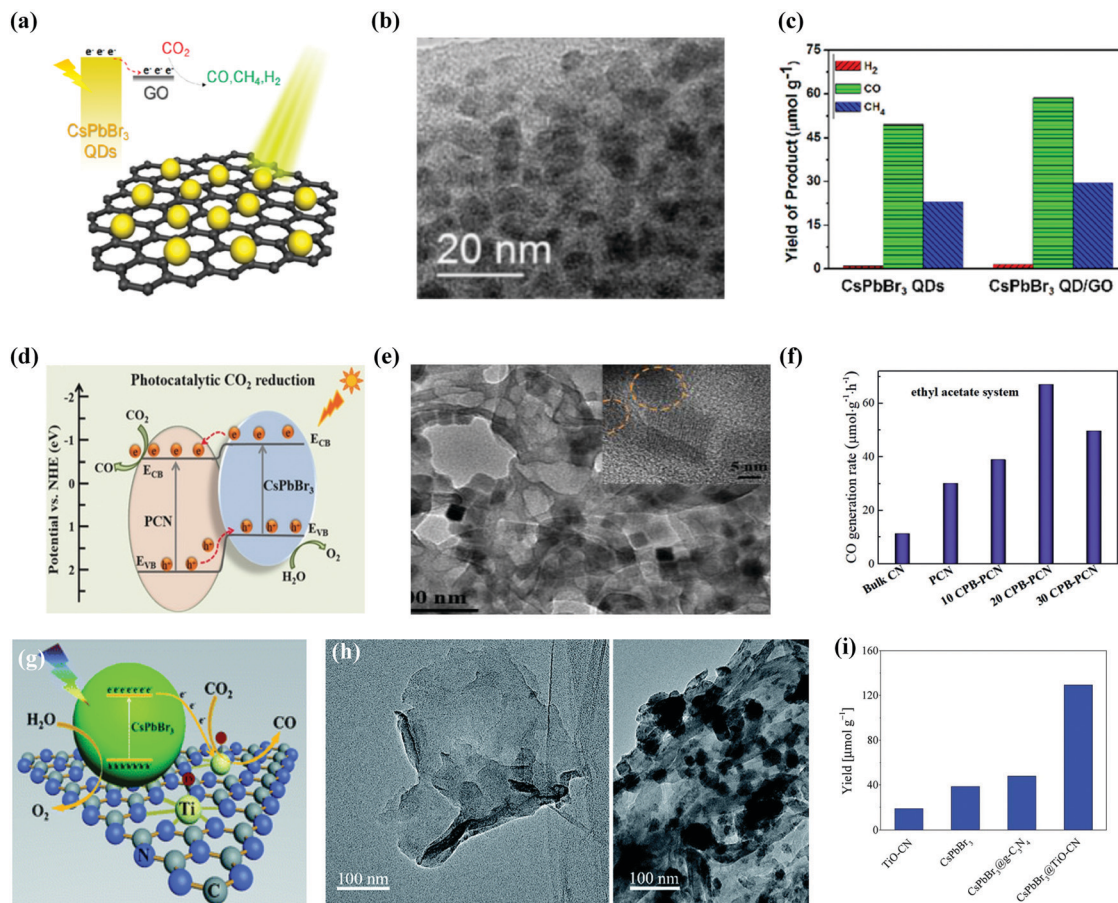 (a)
e- e- e-
CO2
e- e- e-
CO,CH4,H2
GO
CsPbBr3
QDs
(b)
20 nm
(c)
Yield of Product (μmol g-1)
75
60
45
30
15
0
H2
CO
CH4
CsPbBr3 QDs
CsPbBr3 QD/GO
(d)
Photocatalytic CO2 reduction
Potential vs. NHE (eV)
-2
-1
0
1
2
CO2
CO
e e e e
e e e
ECB
ECB
PCN
CsPbBr3
h+ h+ h+
h+ h+ h+
EVB
EVB
O2
H2O
(e)
5 nm
00 nm
(f)
ethyl acetate system
CO generation rate (μmol·g-1·h-1)
60
40
20
0
Bulk CN
PCN
10 CPB-PCN
20 CPB-PCN
30 CPB-PCN
(g)
eeeeeee
e-
e-
e-
CO2
H2O
CsPbBr3
CO
O2
Ti
N
C
(h)
100 nm
100 nm
(i)
Yield [μmol g-1]
160
120
80
40
0
TiO-CN
CsPbBr3
CsPbBr3@g-C3N4
CsPbBr3@TiO-CN